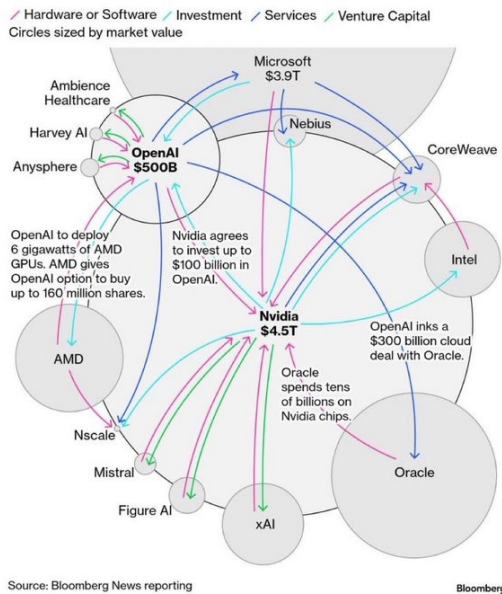 Hardware or Software Investment Services Venture Capital
Circles sized by market value
Microsoft
$3.9T
Ambience
Healthcare
Harvey AI
Anysphere
OpenAI
$500B
Nebius
CoreWeave
OpenAI to deploy
6 gigawatts of AMD
GPUs. AMD gives
OpenAI option to buy
up to 160 million shares.
Nvidia agrees
to invest up to
$100 billion in
OpenAI.
Intel
Nvidia
$4.5T
OpenAI inks a
$300 billion cloud
deal with Oracle.
AMD
Oracle
spends tens
of billions on
Nvidia chips.
Nscale
Mistral
Figure AI
xAI
Oracle
Source: Bloomberg News reporting
Bloomberg